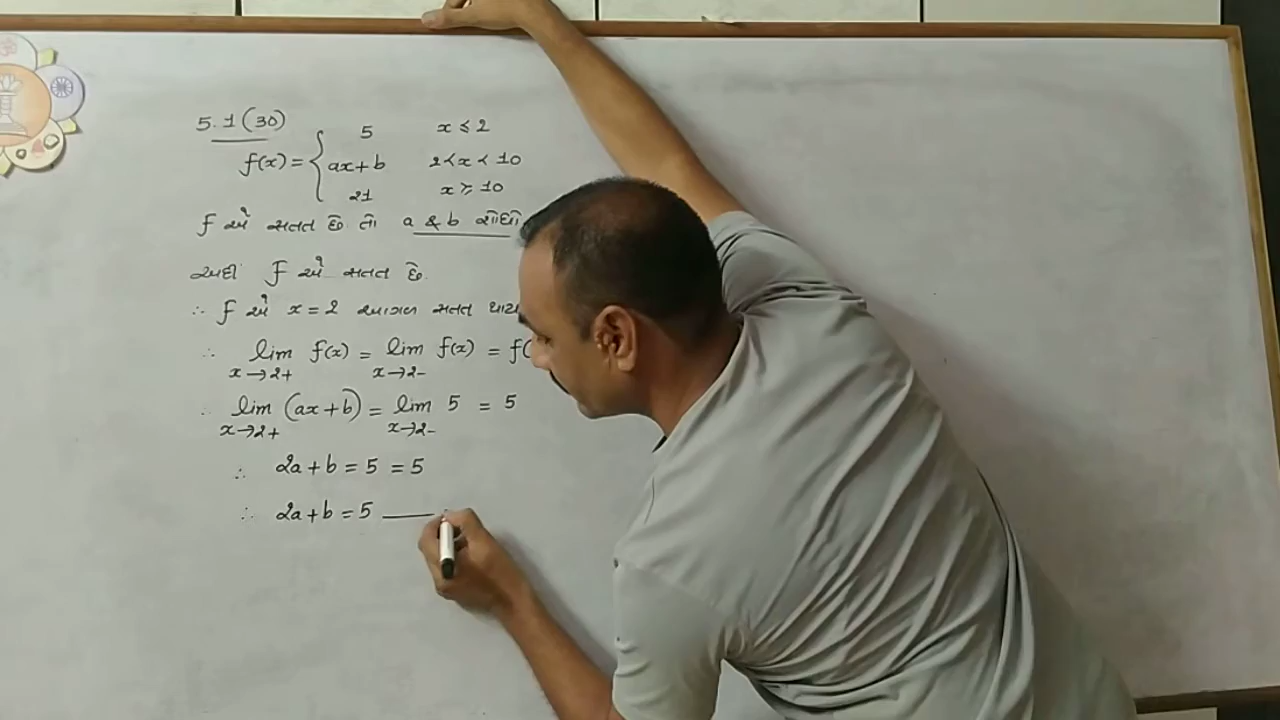 5.1(30)
5 x ≤ 2
f(x) = { ax+b 2<x<10
21 x ≥ 10
f એ સતત છે તો a & b શોધો
અહીં f એ સતત છે.
∴ f એ x=2 આગળ સતત થાય
∴ lim x→2+ f(x) = lim x→2- f(x) = f(
∴ lim x→2+ (ax+b) = lim x→2- 5 = 5
∴ 2a+b = 5 = 5
∴ 2a+b = 5 ——